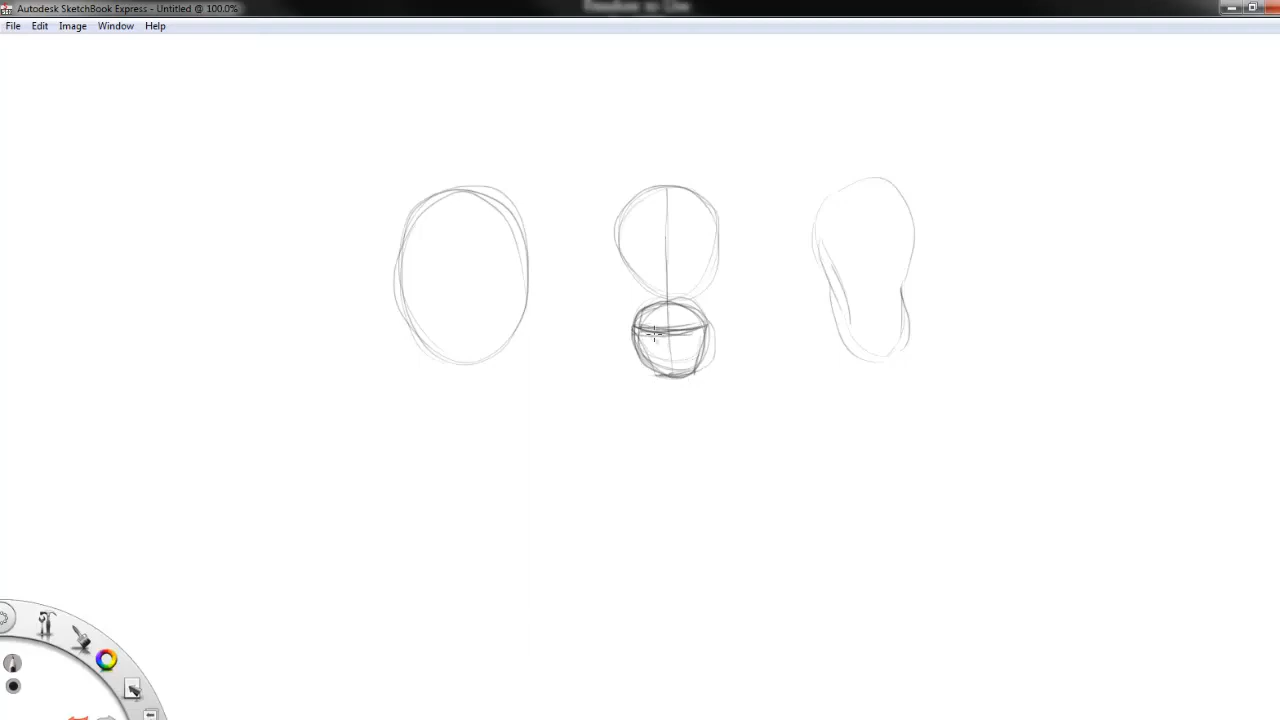 Autodesk SketchBook Express - Untitled @ 100.0%
File Edit Image Window Help